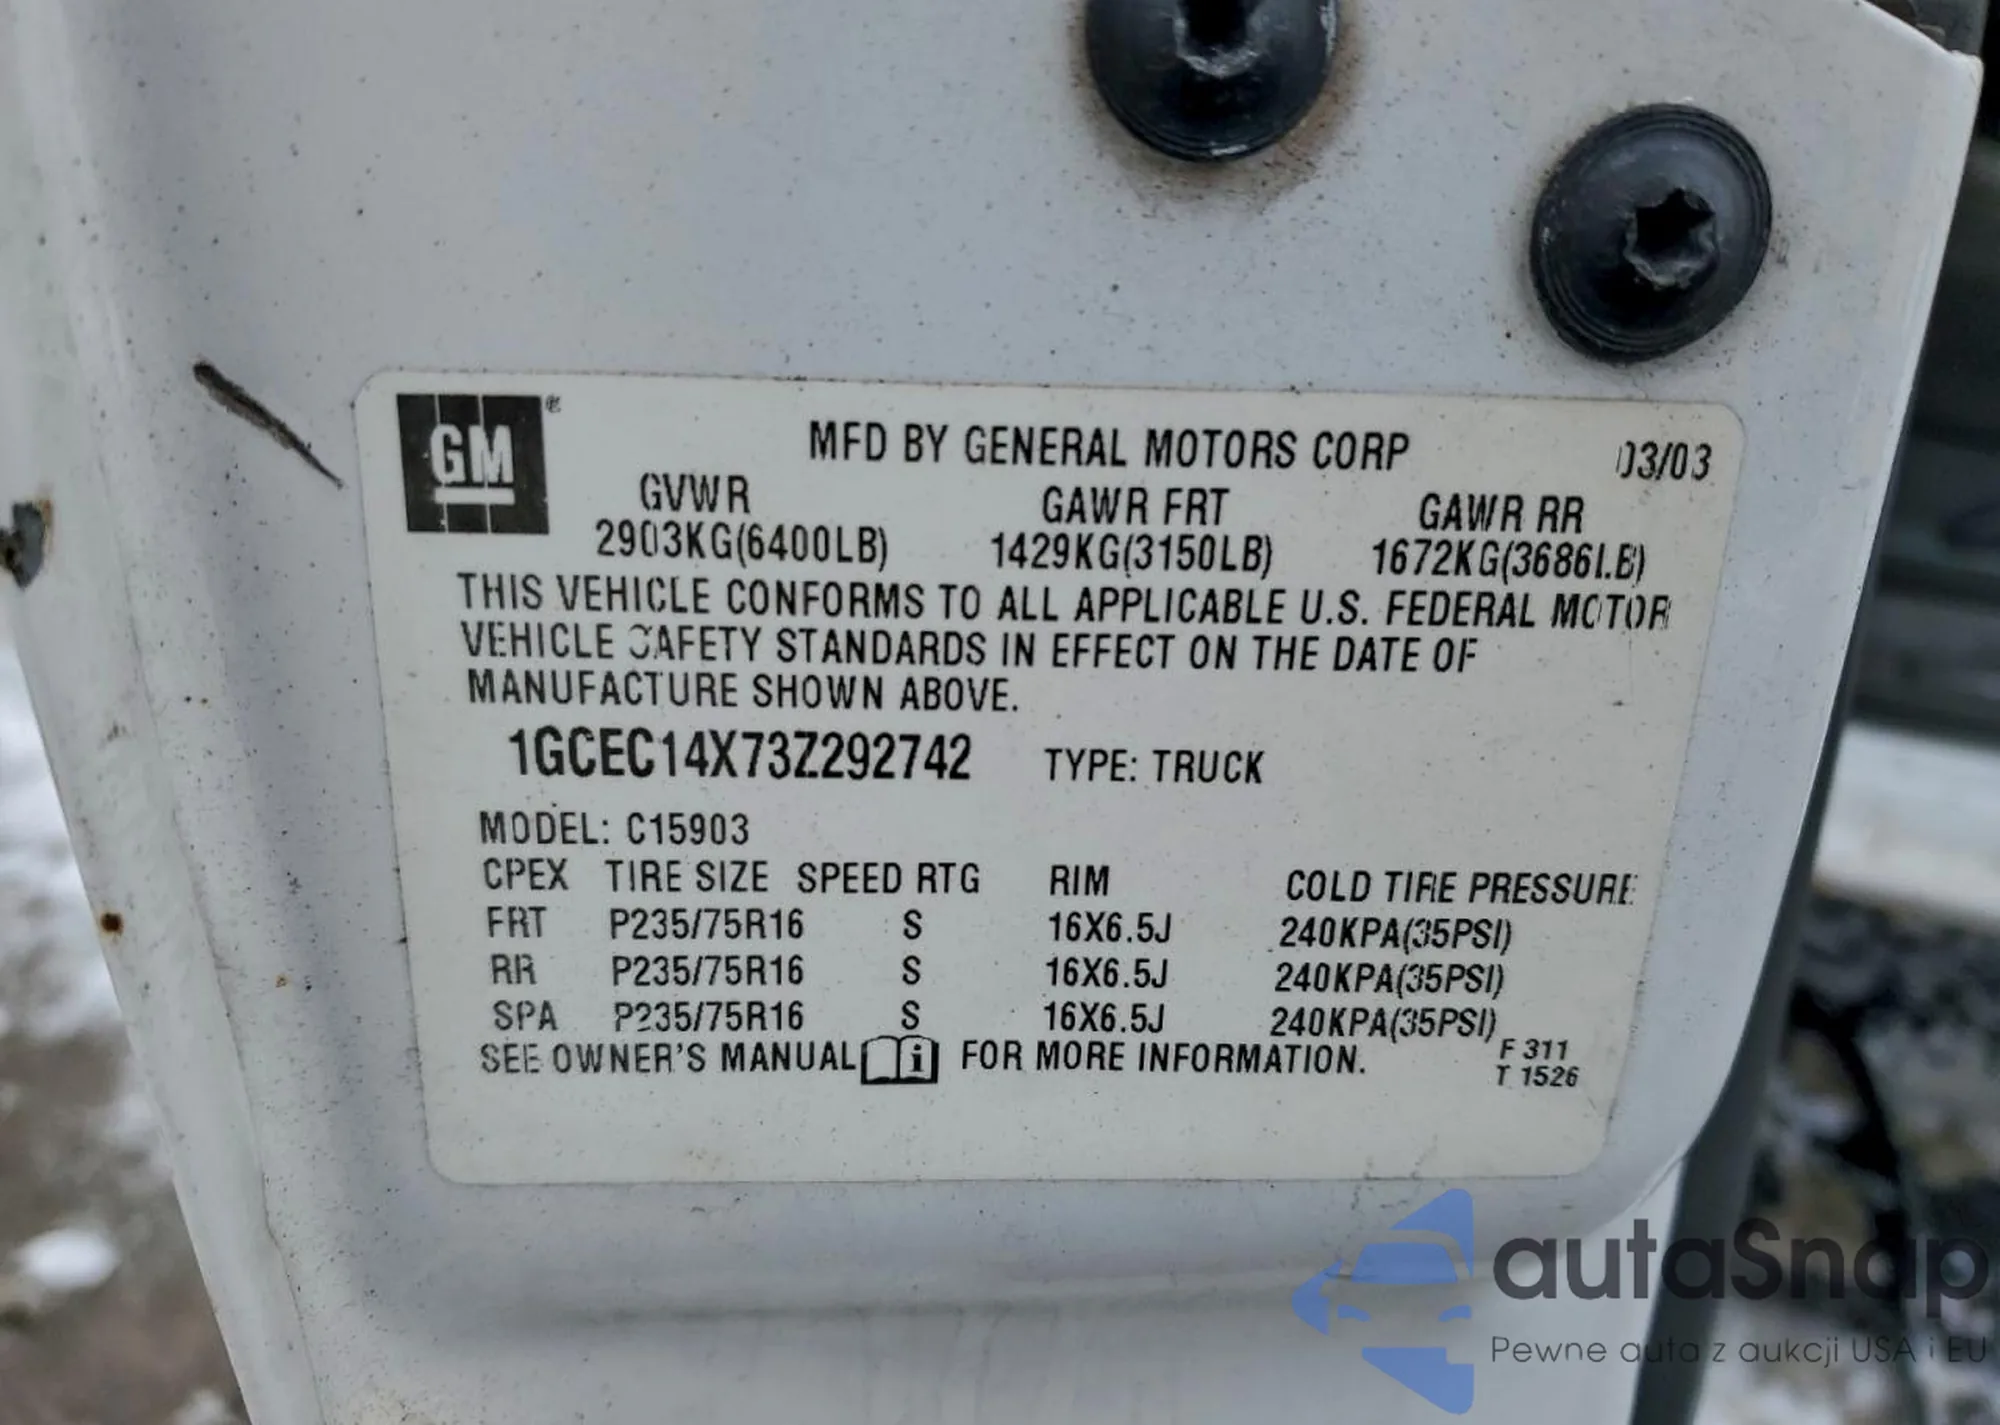 GM®
MFD BY GENERAL MOTORS CORP 03/03
GVWR GAWR FRT GAWR RR
2903KG(6400LB) 1429KG(3150LB) 1672KG(3686LB)
THIS VEHICLE CONFORMS TO ALL APPLICABLE U.S. FEDERAL MOTOR
VEHICLE SAFETY STANDARDS IN EFFECT ON THE DATE OF
MANUFACTURE SHOWN ABOVE.
1GCEC14X73Z292742 TYPE: TRUCK
MODEL: C15903
CPEX TIRE SIZE SPEED RTG RIM COLD TIRE PRESSURE
FRT P235/75R16 S 16X6.5J 240KPA(35PSI)
RR P235/75R16 S 16X6.5J 240KPA(35PSI)
SPA P235/75R16 S 16X6.5J 240KPA(35PSI)
SEE OWNER'S MANUAL i FOR MORE INFORMATION.
F 311
T 1526
autaSnap
Pewne auta z aukcji USA i EU